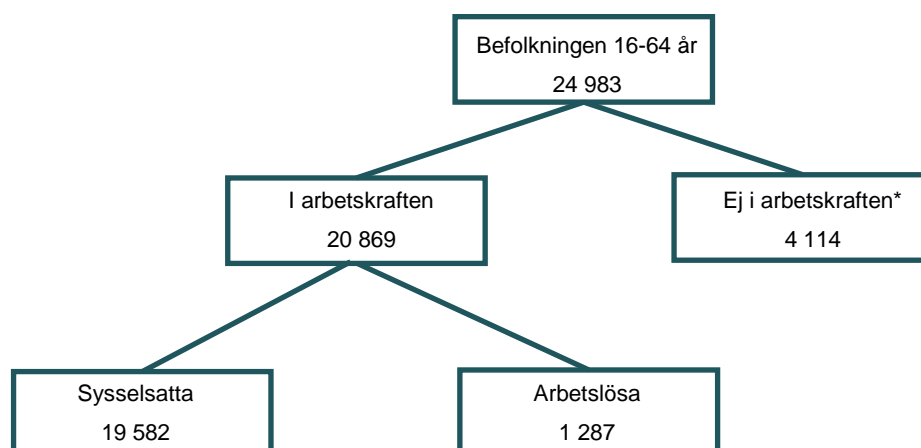 Befolkningen 16-64 år
24 983
I arbetskraften
20 869
Ej i arbetskraften*
4 114
Sysselsatta
19 582
Arbetslösa
1 287